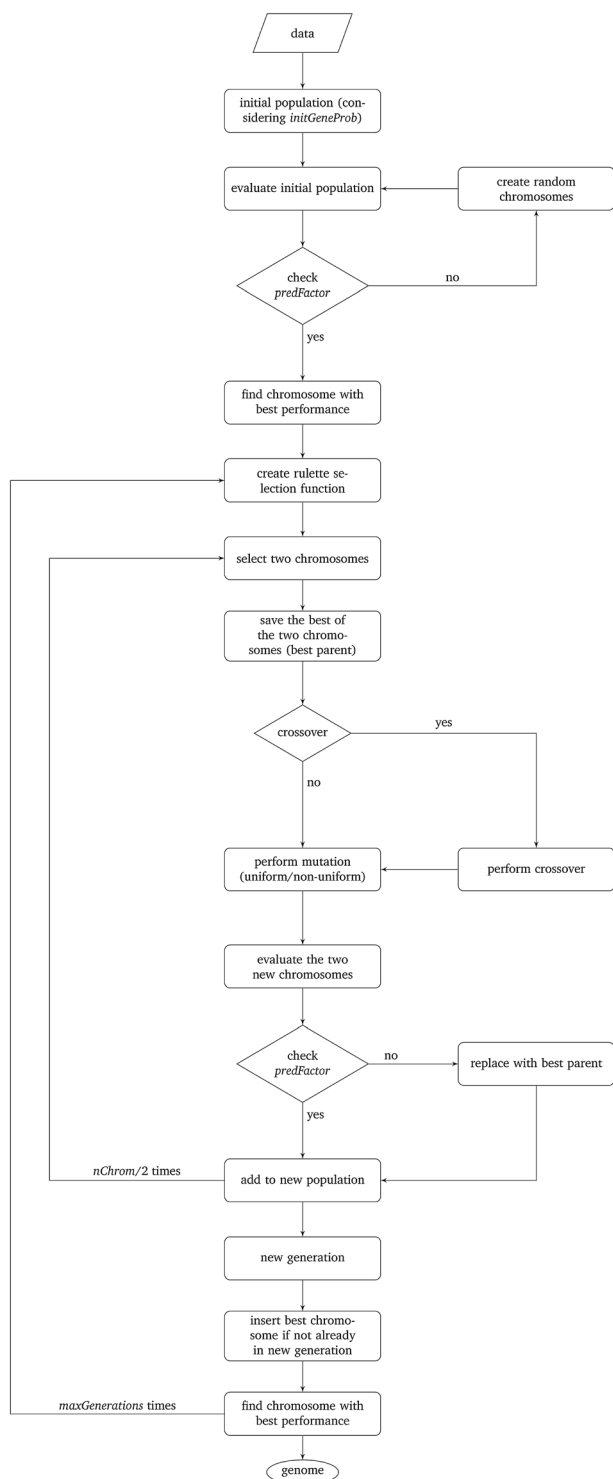 data
initial population (con-
sidering initGeneProb)
evaluate initial population
create random
chromosomes
check
predFactor
no
yes
find chromosome with
best performance
create rulette se-
lection function
select two chromosomes
save the best of
the two chromo-
somes (best parent)
crossover
yes
no
perform mutation
(uniform/non-uniform)
perform crossover
evaluate the two
new chromosomes
check
predFactor
no
replace with best parent
yes
nChrom/2 times
add to new population
new generation
insert best chromo-
some if not already
in new generation
maxGenerations times
find chromosome with
best performance
genome